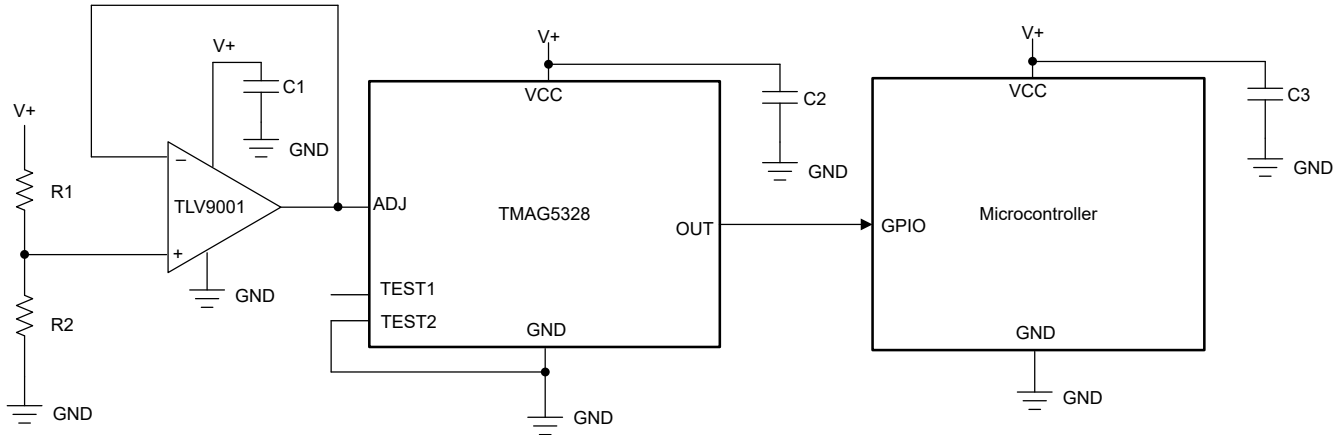 V+
V+
V+
V+
C1
GND
VCC
C2
GND
VCC
C3
GND
R1
−
TLV9001
+
GND
R2
GND
ADJ
TMAG5328
OUT
TEST1
TEST2
GND
GND
GPIO
Microcontroller
GND
GND